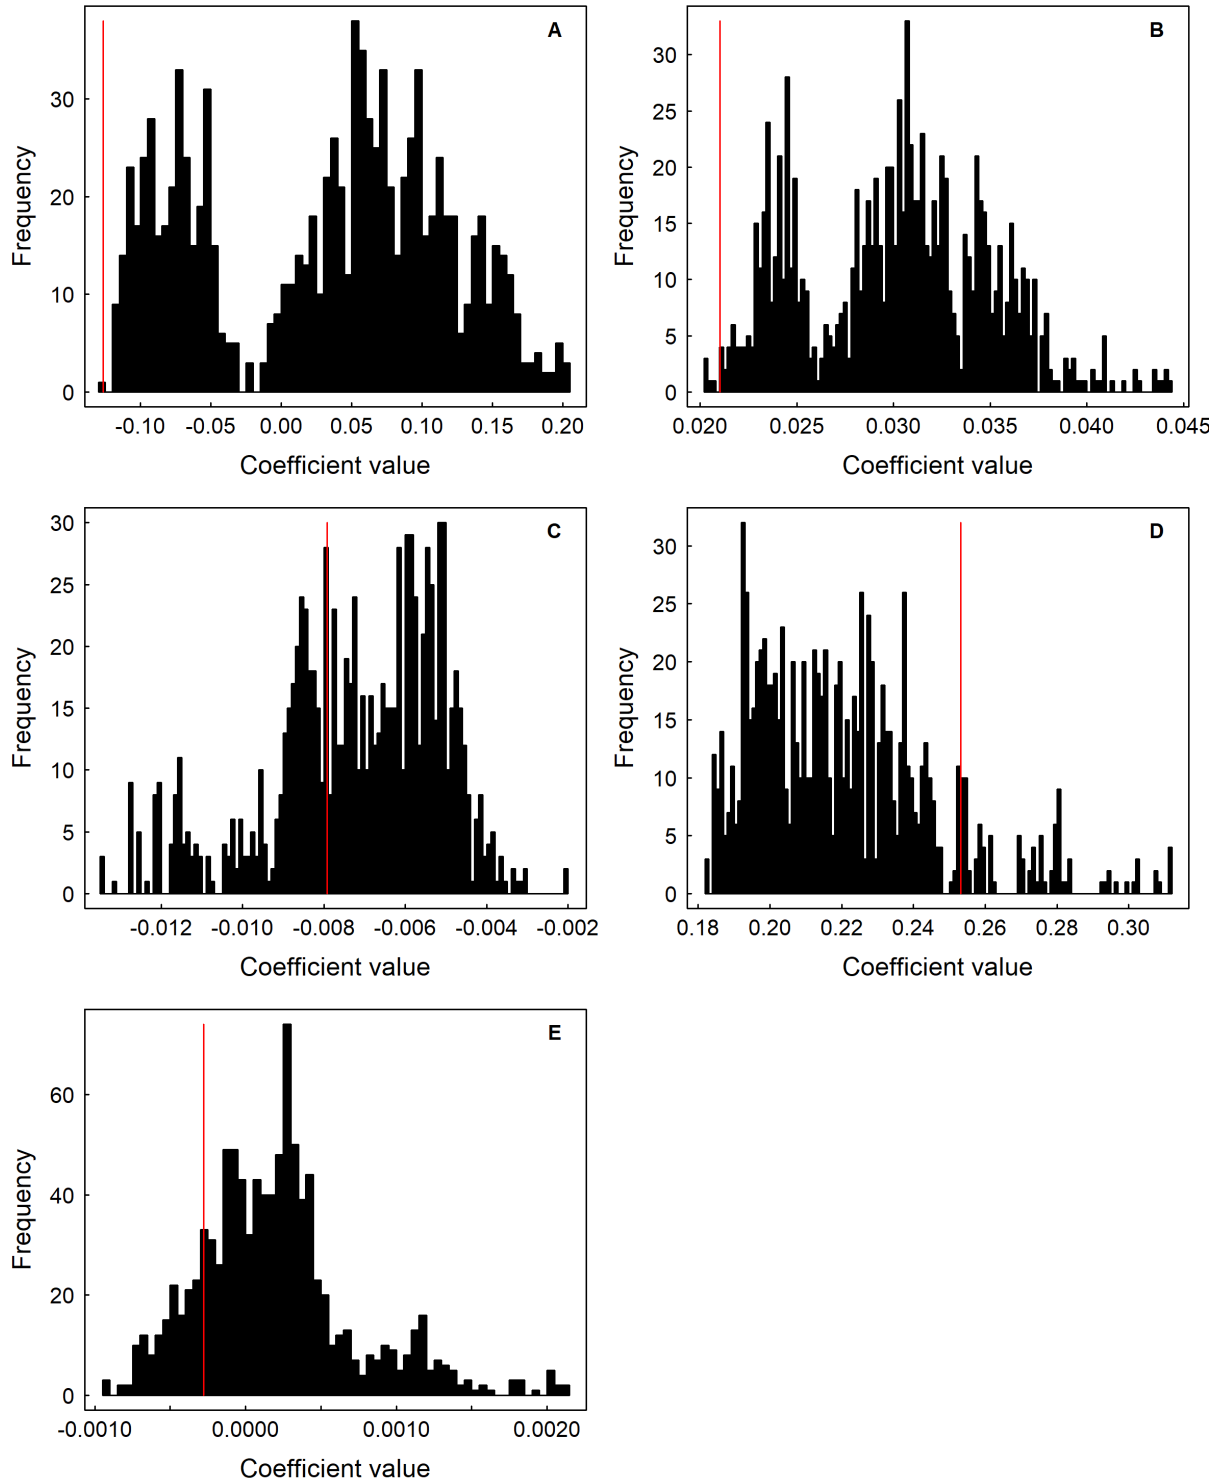 A
Frequency
30
20
10
0
-0.10 -0.05 0.00 0.05 0.10 0.15 0.20
Coefficient value
B
Frequency
30
25
20
15
10
5
0
0.020 0.025 0.030 0.035 0.040 0.045
Coefficient value
C
Frequency
30
25
20
15
10
5
0
-0.012 -0.010 -0.008 -0.006 -0.004 -0.002
Coefficient value
D
Frequency
30
25
20
15
10
5
0
0.18 0.20 0.22 0.24 0.26 0.28 0.30
Coefficient value
E
Frequency
60
40
20
0
-0.0010 0.0000 0.0010 0.0020
Coefficient value